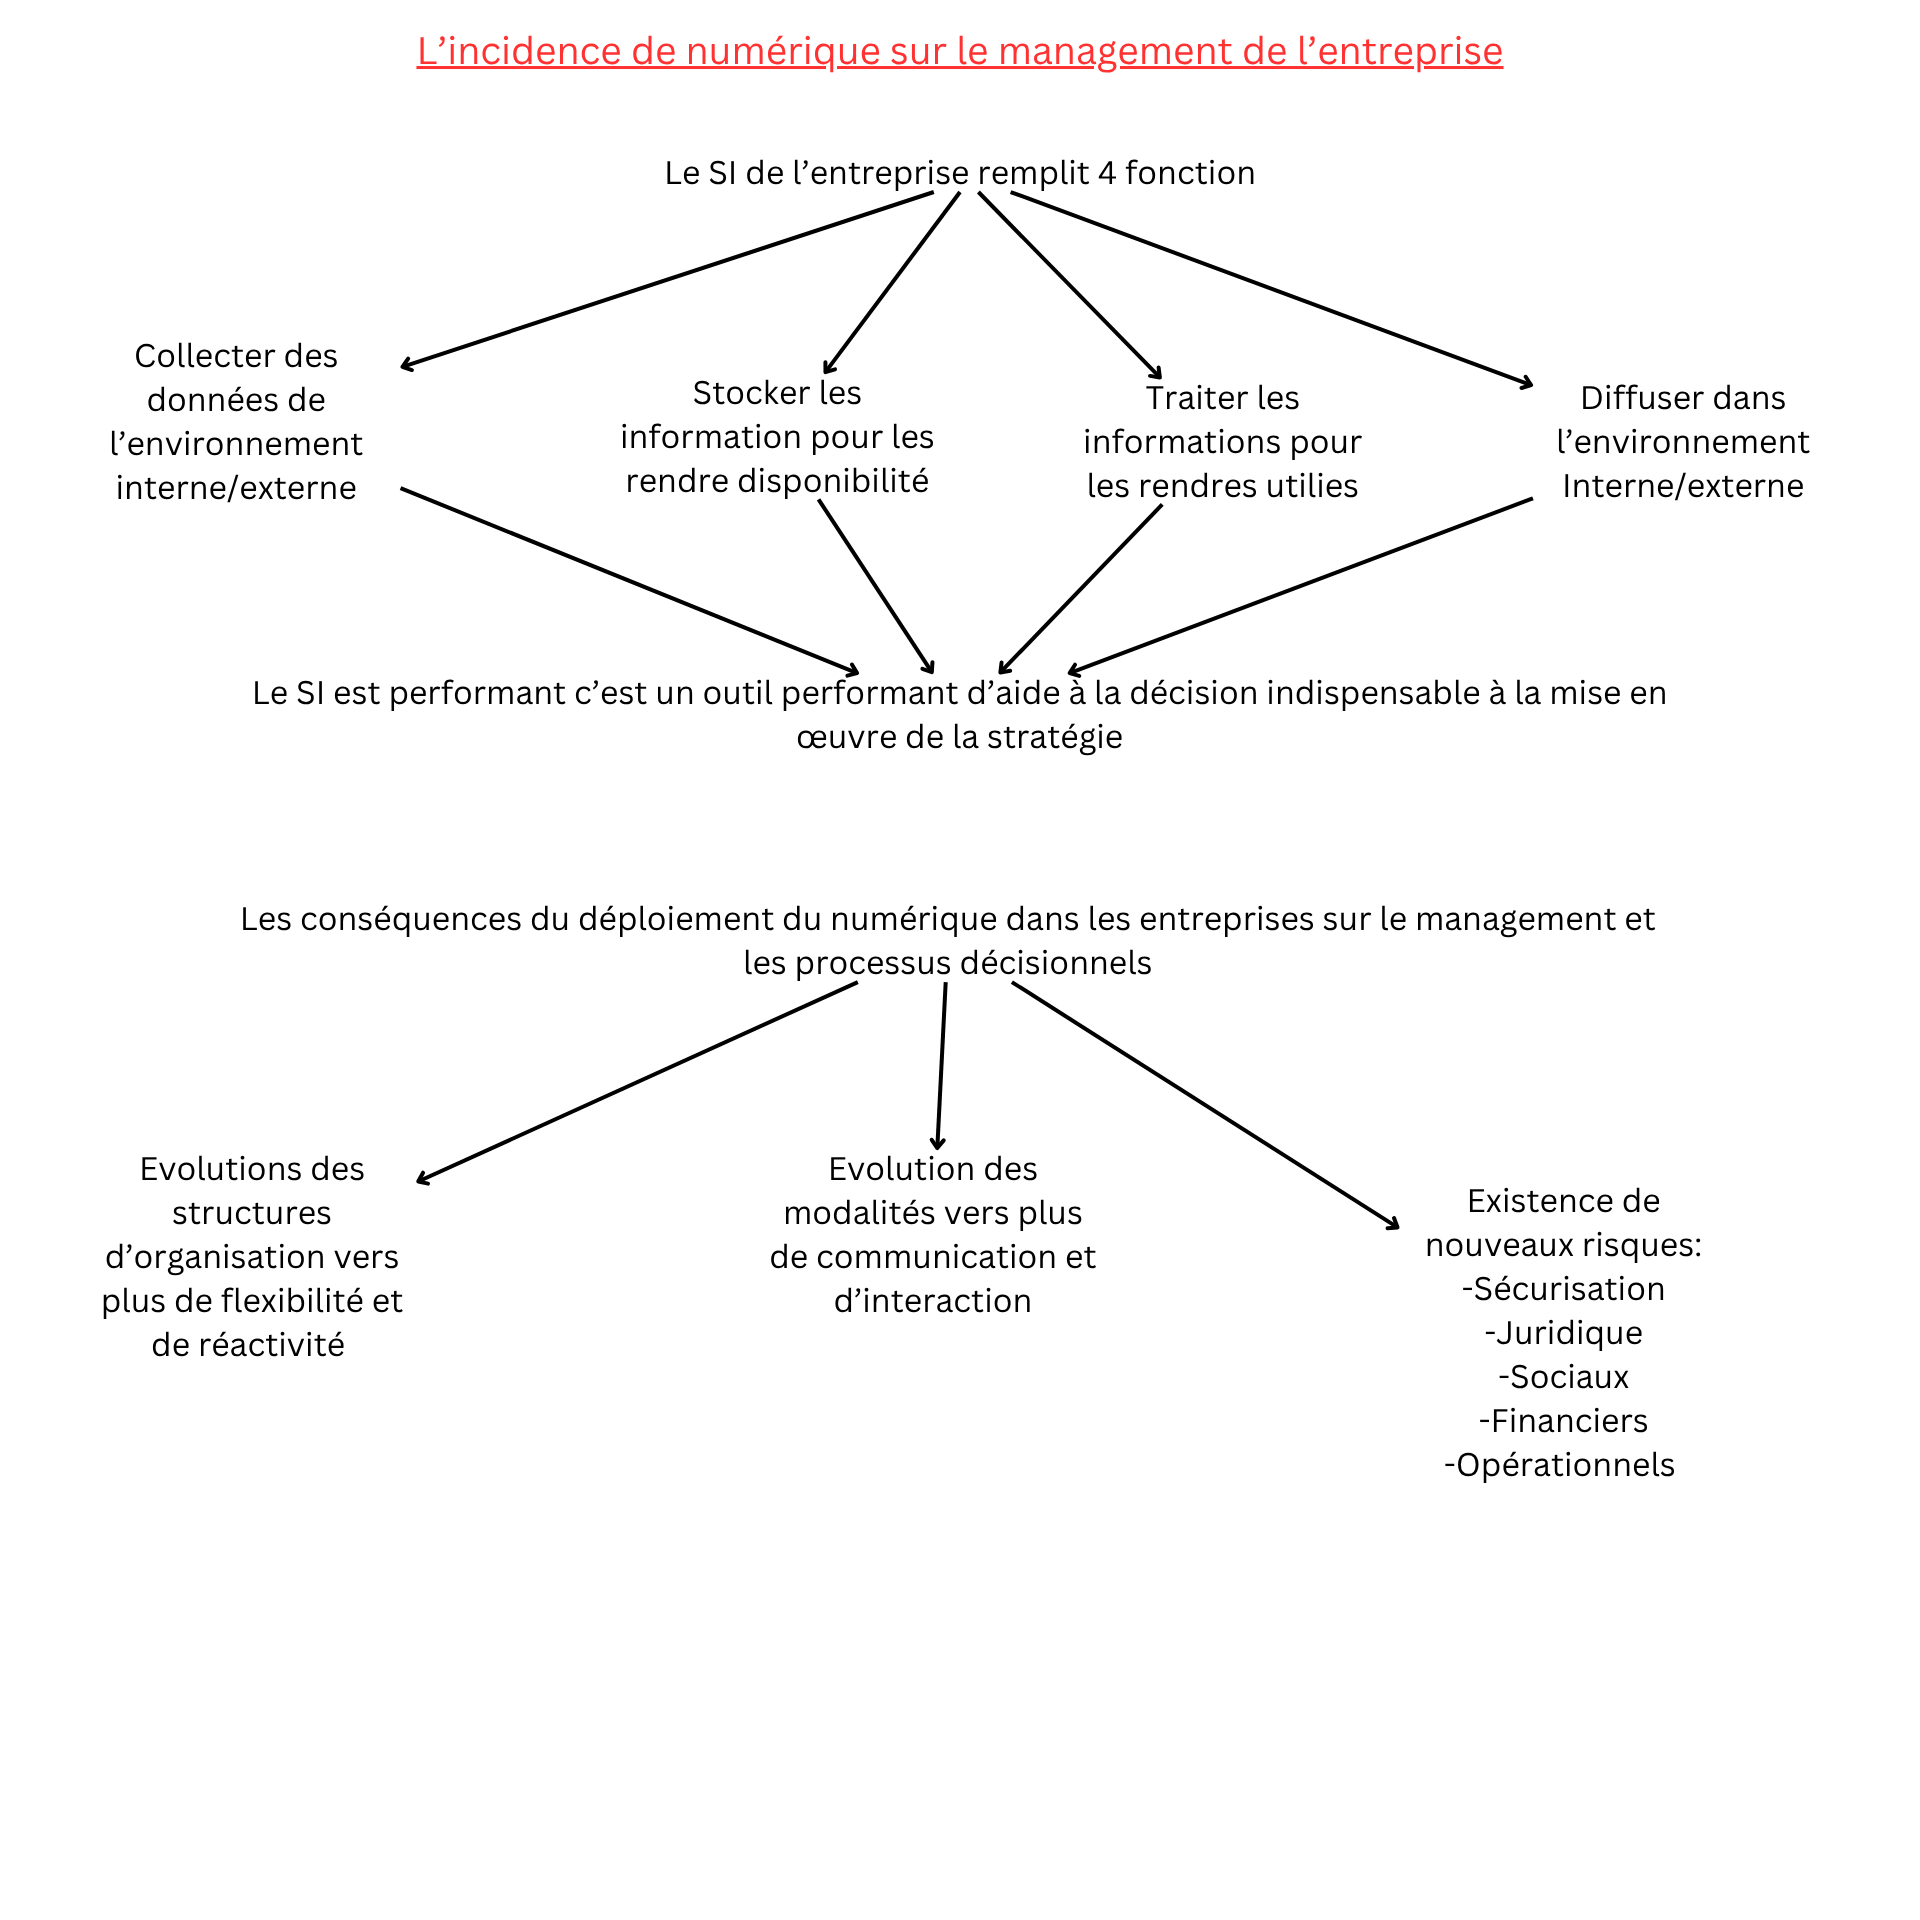 L’incidence de numérique sur le management de l’entreprise
Le SI de l’entreprise remplit 4 fonction
Collecter des
données de
l’environnement
interne/externe
Stocker les
information pour les
rendre disponibilité
Traiter les
informations pour
les rendres utilies
Diffuser dans
l’environnement
Interne/externe
Le SI est performant c’est un outil performant d’aide à la décision indispensable à la mise en
œuvre de la stratégie
Les conséquences du déploiement du numérique dans les entreprises sur le management et
les processus décisionnels
Evolutions des
structures
d’organisation vers
plus de flexibilité et
de réactivité
Evolution des
modalités vers plus
de communication et
d’interaction
Existence de
nouveaux risques:
-Sécurisation
-Juridique
-Sociaux
-Financiers
-Opérationnels